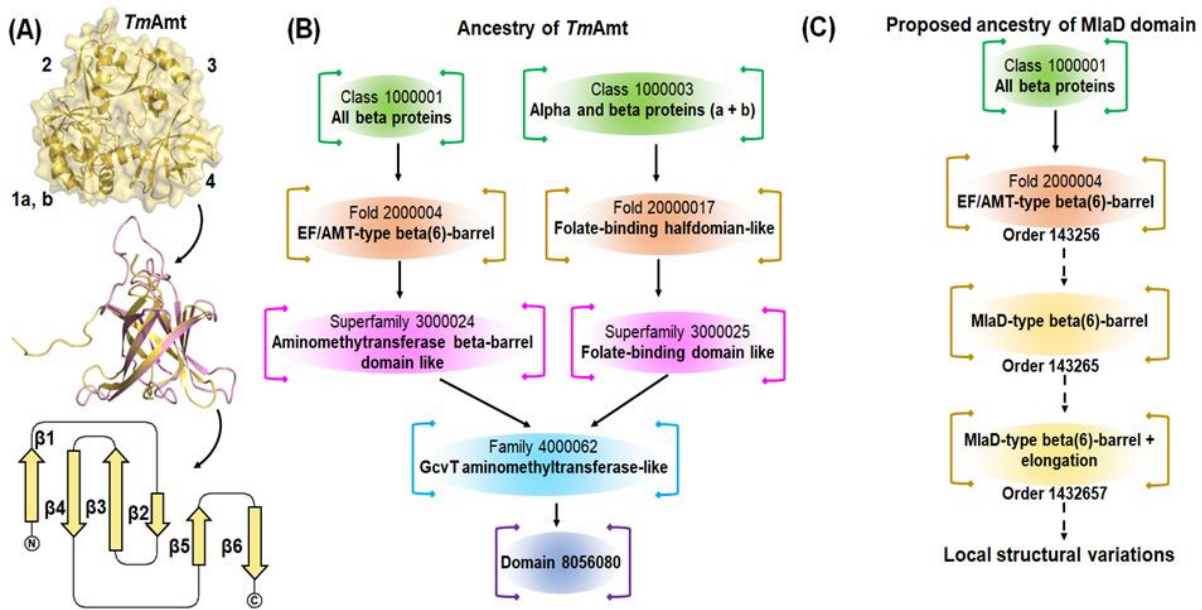 (A)
TmAmt
2
3
4
1a, b
β1
β4
β3
β2
β5
β6
N
C
(B)
Ancestry of TmAmt
Class 1000001
All beta proteins
Class 1000003
Alpha and beta proteins (a + b)
Fold 2000004
EF/AMT-type beta(6)-barrel
Fold 20000017
Folate-binding halfdomian-like
Superfamily 3000024
Aminomethytransferase beta-barrel
domain like
Superfamily 3000025
Folate-binding domain like
Family 4000062
GcvT aminomethyltransferase-like
Domain 8056080
(C)
Proposed ancestry of MlaD domain
Class 1000001
All beta proteins
Fold 2000004
EF/AMT-type beta(6)-barrel
Order 143256
MlaD-type beta(6)-barrel
Order 143265
MlaD-type beta(6)-barrel +
elongation
Order 1432657
Local structural variations